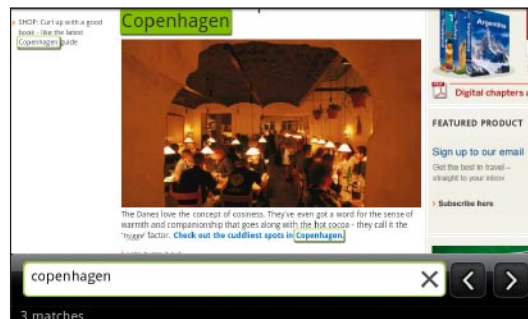 SHOP: Curl up with a good
book - like the latest
Copenhagen guide
Copenhagen
The Danes love the concept of cosiness. They've even got a word for the sense of
warmth and companionship that goes along with the hot cocoa - they call it the
'hygge' factor. Check out the cuddliest spots in Copenhagen.
Argentina
Digital chapters
FEATURED PRODUCT
Sign up to our email
Get the best in travel –
straight to your inbox
Subscribe here
copenhagen
3 matches